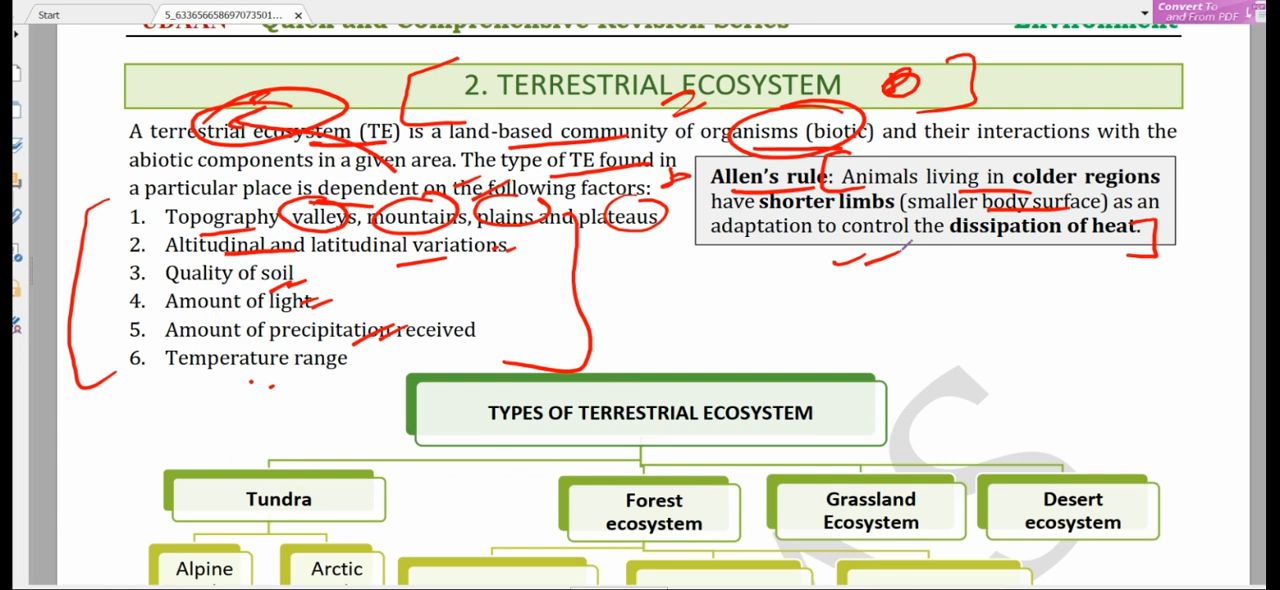 Start
5_633656658697073501...
Convert To
and From PDF
UDAAN Quick and Comprehensive Revision Series Environment
2. TERRESTRIAL ECOSYSTEM
A terrestrial ecosystem (TE) is a land-based community of organisms (biotic) and their interactions with the
abiotic components in a given area. The type of TE found in
a particular place is dependent on the following factors:
1. Topography valleys, mountains, plains and plateaus
2. Altitudinal and latitudinal variations.
3. Quality of soil
4. Amount of light
5. Amount of precipitation received
6. Temperature range
Allen's rule: Animals living in colder regions
have shorter limbs (smaller body surface) as an
adaptation to control the dissipation of heat.
TYPES OF TERRESTRIAL ECOSYSTEM
Tundra
Forest
ecosystem
Grassland
Ecosystem
Desert
ecosystem
Alpine
Arctic